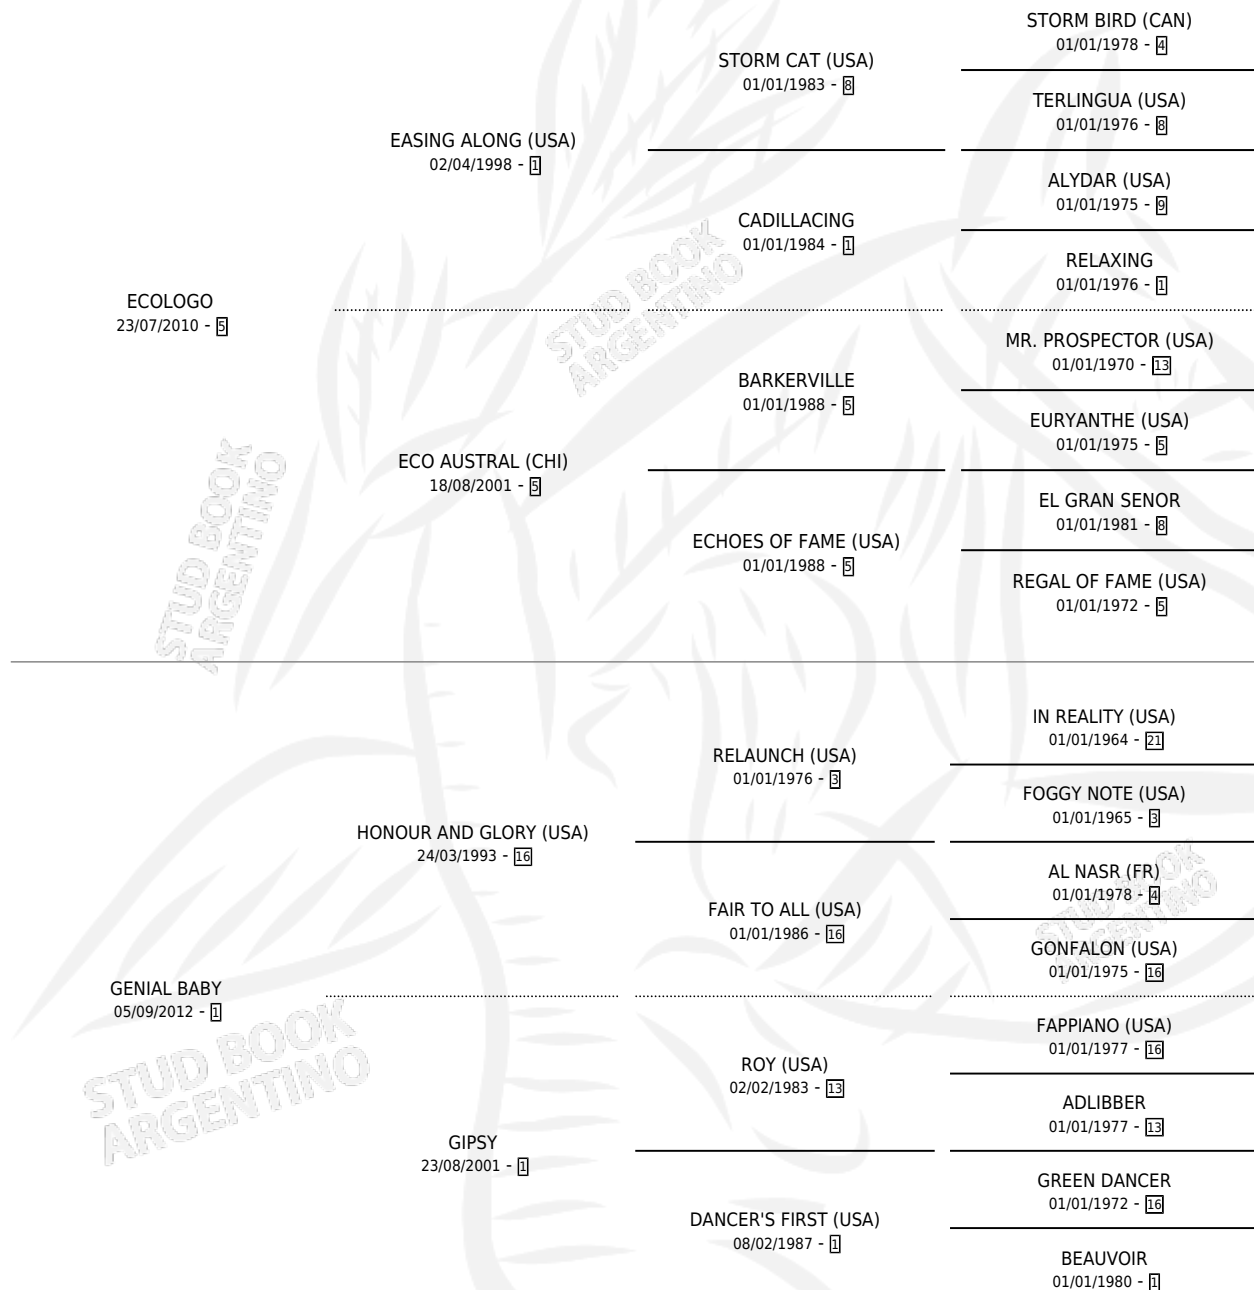 STORM BIRD (CAN)
01/01/1978 - 4
STORM CAT (USA)
01/01/1983 - 8
TERLINGUA (USA)
01/01/1976 - 8
EASING ALONG (USA)
02/04/1998 - 1
ALYDAR (USA)
01/01/1975 - 9
CADILLACING
01/01/1984 - 1
RELAXING
01/01/1976 - 1
ECOLOGO
23/07/2010 - 5
MR. PROSPECTOR (USA)
01/01/1970 - 13
BARKERVILLE
01/01/1988 - 5
EURYANTHE (USA)
01/01/1975 - 5
ECO AUSTRAL (CHI)
18/08/2001 - 5
EL GRAN SENOR
01/01/1981 - 8
ECHOES OF FAME (USA)
01/01/1988 - 5
REGAL OF FAME (USA)
01/01/1972 - 5
IN REALITY (USA)
01/01/1964 - 21
RELAUNCH (USA)
01/01/1976 - 3
FOGGY NOTE (USA)
01/01/1965 - 3
HONOUR AND GLORY (USA)
24/03/1993 - 16
AL NASR (FR)
01/01/1978 - 4
FAIR TO ALL (USA)
01/01/1986 - 16
GONFALON (USA)
01/01/1975 - 16
GENIAL BABY
05/09/2012 - 1
FAPPIANO (USA)
01/01/1977 - 16
ROY (USA)
02/02/1983 - 13
ADLIBBER
01/01/1977 - 13
GIPSY
23/08/2001 - 1
GREEN DANCER
01/01/1972 - 16
DANCER'S FIRST (USA)
08/02/1987 - 1
BEAUVOIR
01/01/1980 - 1
STUD BOOK
ARGENTINO
STUD BOOK
ARGENTINO
STUD BOOK
ARGENTINO
STUD BOOK
ARGENTINO